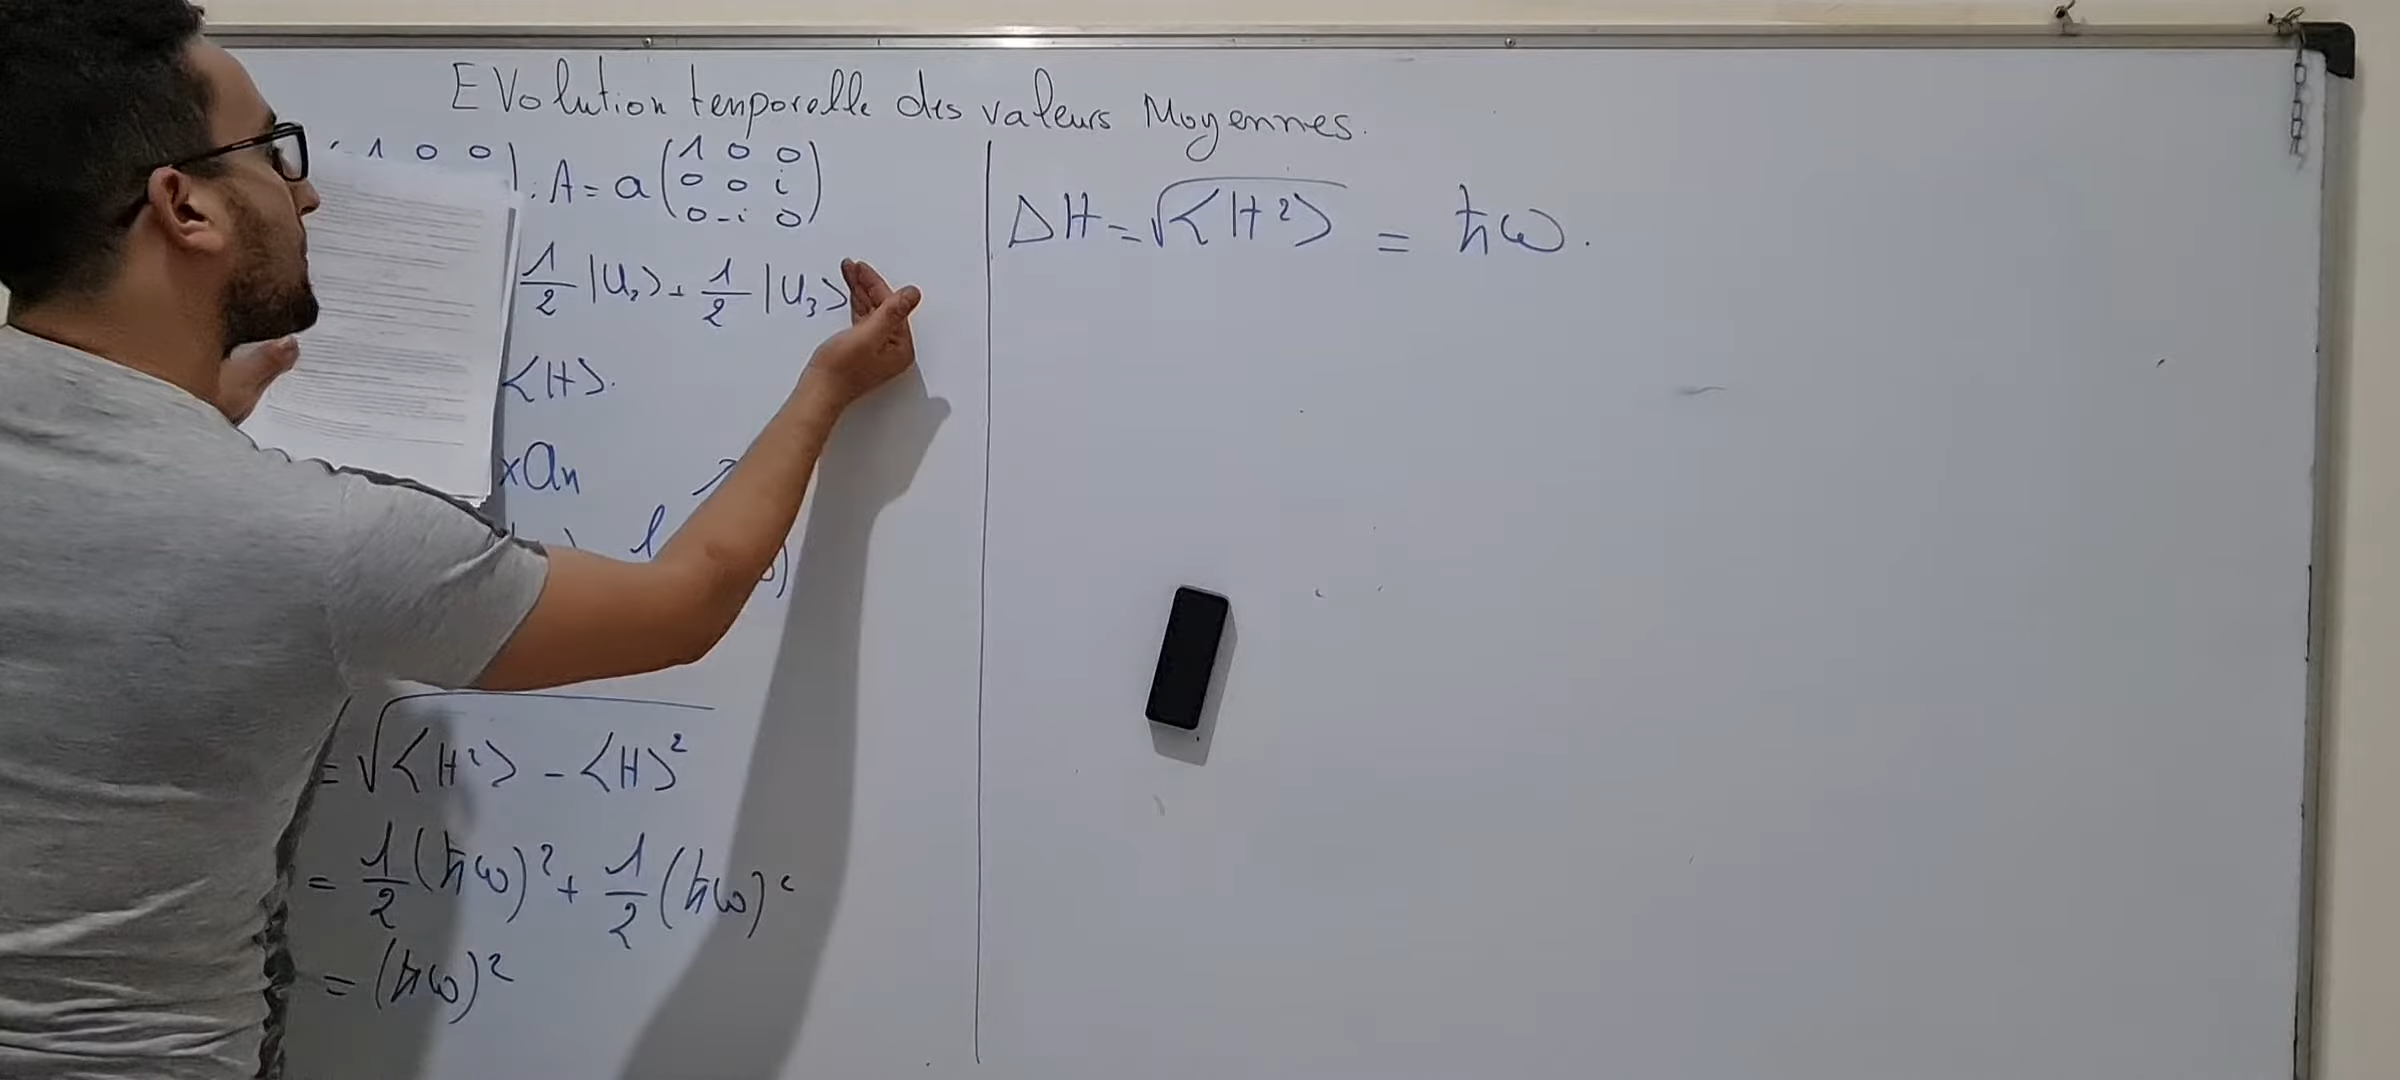 EVolution temporelle des valeurs Moyennes.
1 0 0 ) ; A = a ( 1 0 0
0 0 i
0 -i 0 )
1/2 |U₂> + 1/2 |U₃>
<H>.
xan
l
= √(<H²> - <H>²)
= 1/2 (ħω)² + 1/2 (ħω)²
= (ħω)²
ΔH = √<H²> = ħω.